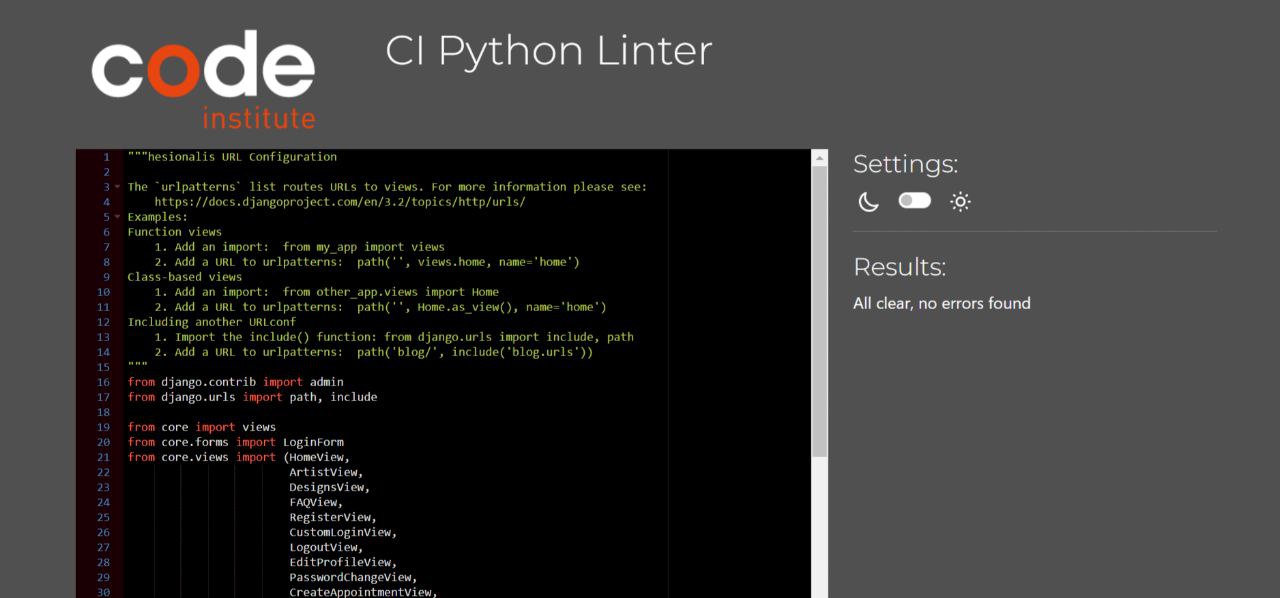 code
institute
CI Python Linter
1 """hesionalis URL Configuration
2
3 The `urlpatterns` list routes URLs to views. For more information please see:
4     https://docs.djangoproject.com/en/3.2/topics/http/urls/
5 Examples:
6 Function views
7     1. Add an import:  from my_app import views
8     2. Add a URL to urlpatterns:  path('', views.home, name='home')
9 Class-based views
10     1. Add an import:  from other_app.views import Home
11     2. Add a URL to urlpatterns:  path('', Home.as_view(), name='home')
12 Including another URLconf
13     1. Import the include() function: from django.urls import include, path
14     2. Add a URL to urlpatterns:  path('blog/', include('blog.urls'))
15 """
16 from django.contrib import admin
17 from django.urls import path, include
18
19 from core import views
20 from core.forms import LoginForm
21 from core.views import (HomeView,
22                         ArtistView,
23                         DesignsView,
24                         FAQView,
25                         RegisterView,
26                         CustomLoginView,
27                         LogoutView,
28                         EditProfileView,
29                         PasswordChangeView,
30                         CreateAppointmentView,
Settings:
Results:
All clear, no errors found